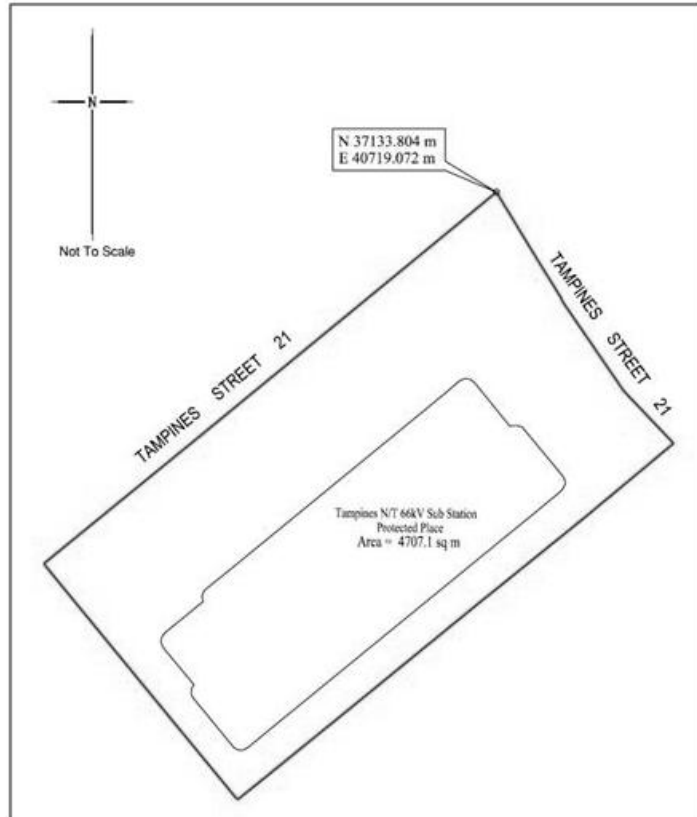 N
Not To Scale
N 37133.804 m
E 40719.072 m
TAMPINES STREET 21
TAMPINES STREET 21
Tampines N/T 66kV Sub Station
Protected Place
Area = 4707.1 sq m